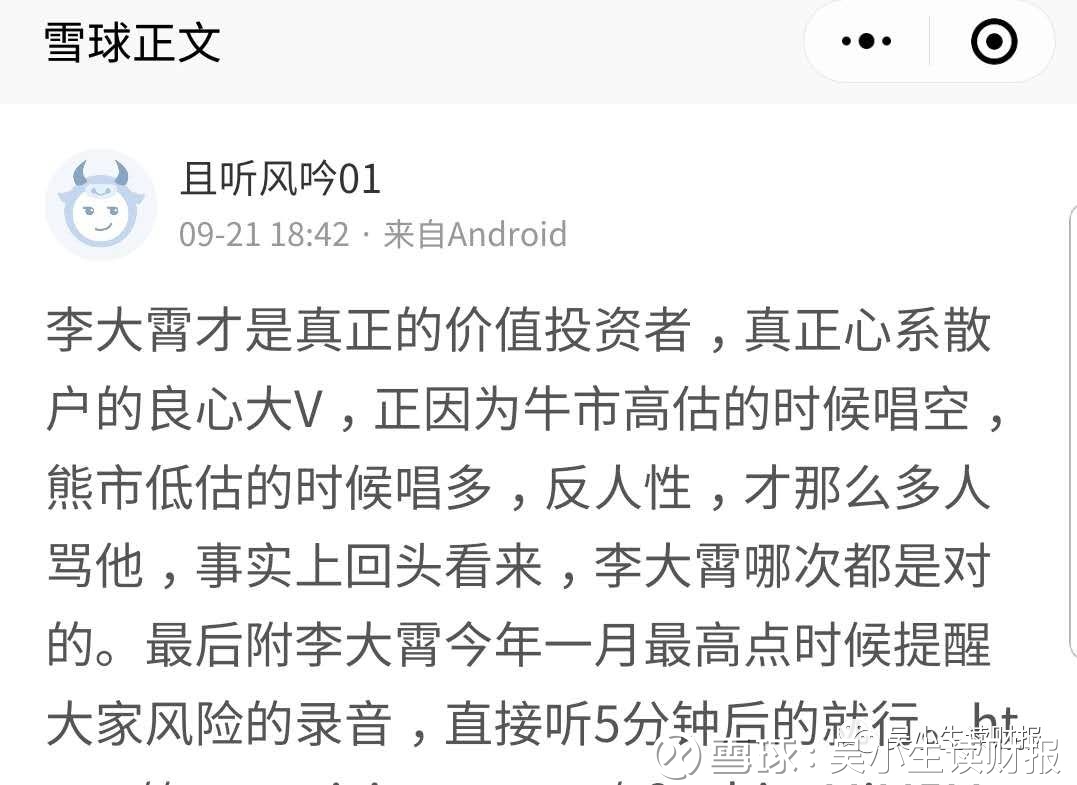 雪球正文
且听风吟01
09-21 18:42 · 来自Android
李大霄才是真正的价值投资者，真正心系散
户的良心大V，正因为牛市高估的时候唱空，
熊市低估的时候唱多，反人性，才那么多人
骂他，事实上回头看来，李大霄哪次都是对
的。最后附李大霄今年一月最高点时候提醒
大家风险的录音，直接听5分钟后的就行。ht
吴小生读财报
雪球：吴小生读财报